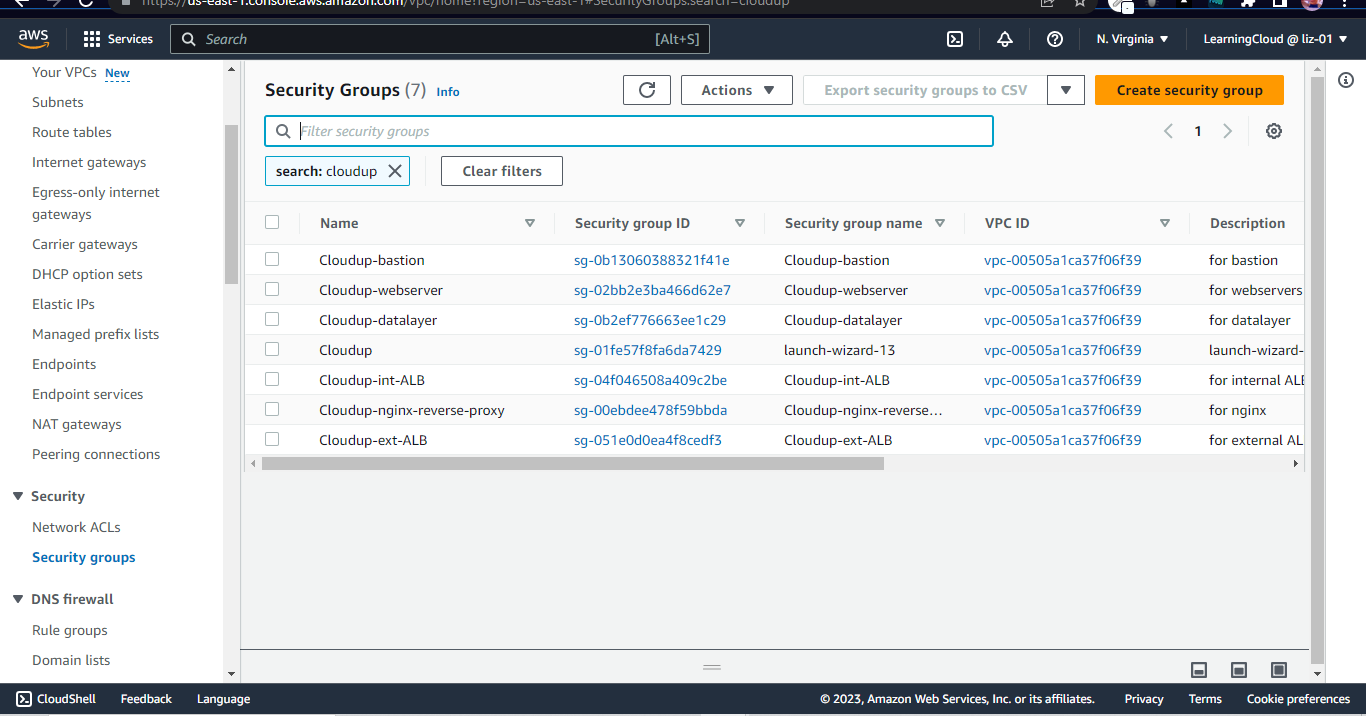 https://us-east-1.console.aws.amazon.com/vpc/home?region=us-east-1#SecurityGroups:search=cloudup
aws
Services
Search
[Alt+S]
N. Virginia
LearningCloud @ liz-01
Your VPCs New
Subnets
Route tables
Internet gateways
Egress-only internet
gateways
Carrier gateways
DHCP option sets
Elastic IPs
Managed prefix lists
Endpoints
Endpoint services
NAT gateways
Peering connections
Security
Network ACLs
Security groups
DNS firewall
Rule groups
Domain lists
Security Groups (7) Info
Actions
Export security groups to CSV
Create security group
Filter security groups
1
search: cloudup
Clear filters
Name Security group ID Security group name VPC ID Description
Cloudup-bastion sg-0b13060388321f41e Cloudup-bastion vpc-00505a1ca37f06f39 for bastion
Cloudup-webserver sg-02bb2e3ba466d62e7 Cloudup-webserver vpc-00505a1ca37f06f39 for webservers
Cloudup-datalayer sg-0b2ef776663ee1c29 Cloudup-datalayer vpc-00505a1ca37f06f39 for datalayer
Cloudup sg-01fe57f8fa6da7429 launch-wizard-13 vpc-00505a1ca37f06f39 launch-wizard-
Cloudup-int-ALB sg-04f046508a409c2be Cloudup-int-ALB vpc-00505a1ca37f06f39 for internal ALB
Cloudup-nginx-reverse-proxy sg-00ebdee478f59bbda Cloudup-nginx-reverse... vpc-00505a1ca37f06f39 for nginx
Cloudup-ext-ALB sg-051e0d0ea4f8cedf3 Cloudup-ext-ALB vpc-00505a1ca37f06f39 for external AL
CloudShell
Feedback
Language
© 2023, Amazon Web Services, Inc. or its affiliates.
Privacy
Terms
Cookie preferences